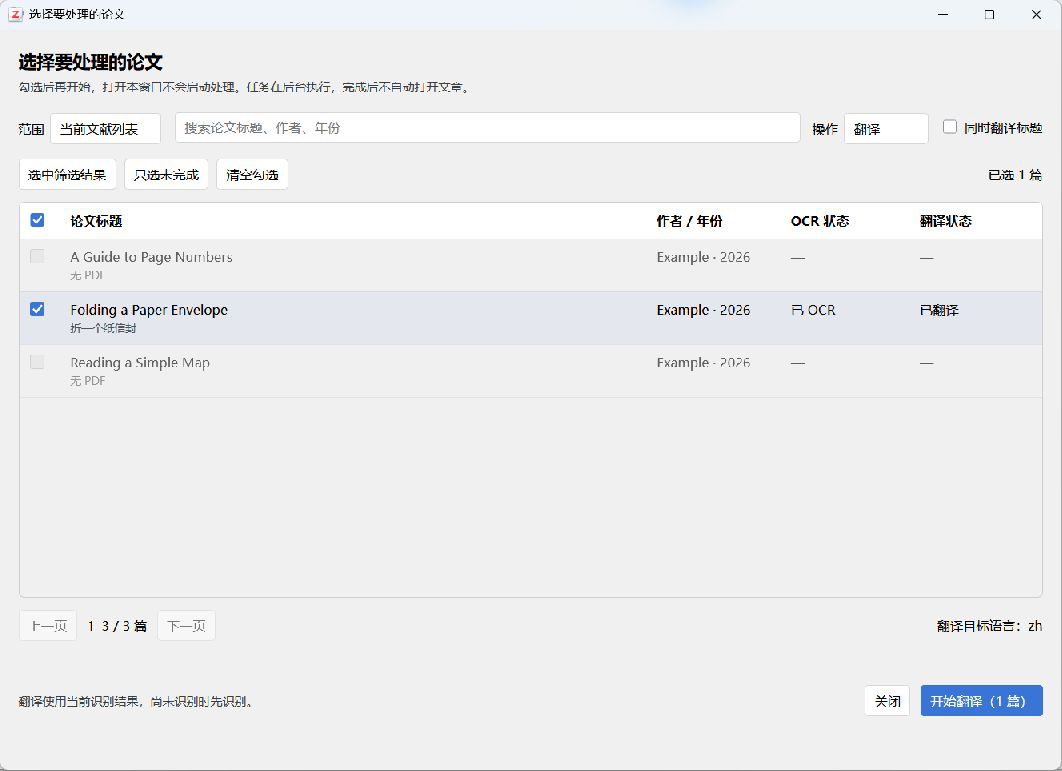 选择要处理的论文
选择要处理的论文
勾选后再开始，打开本窗口不会启动处理。任务在后台执行，完成后不自动打开文章。
范围 当前文献列表 搜索论文标题、作者、年份 操作 翻译 同时翻译标题
选中筛选结果 只选未完成 清空勾选 已选 1 篇
论文标题 作者 / 年份 OCR 状态 翻译状态
A Guide to Page Numbers Example · 2026 — —
无 PDF
Folding a Paper Envelope Example · 2026 已 OCR 已翻译
折一个纸信封
Reading a Simple Map Example · 2026 — —
无 PDF
上一页 1 3 / 3 篇 下一页 翻译目标语言：zh
翻译使用当前识别结果，尚未识别时先识别。 关闭 开始翻译（1 篇）